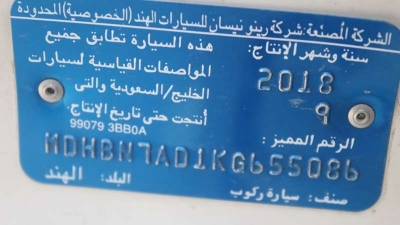 الشركة المصنعة: شركة رينو نيسان للسيارات الهند (الخصوصية) المحدودة
سنة وشهر الإنتاج:
2018
9
هذه السيارة تطابق جميع
المواصفات القياسية لسيارات
الخليج/السعودية والتى
أنتجت حتى تاريخ الإنتاج.
99079 3BB0A
الرقم المميز:
MDHBN7AD1KG655086
صنف: سيارة ركوب
البلد: الهند